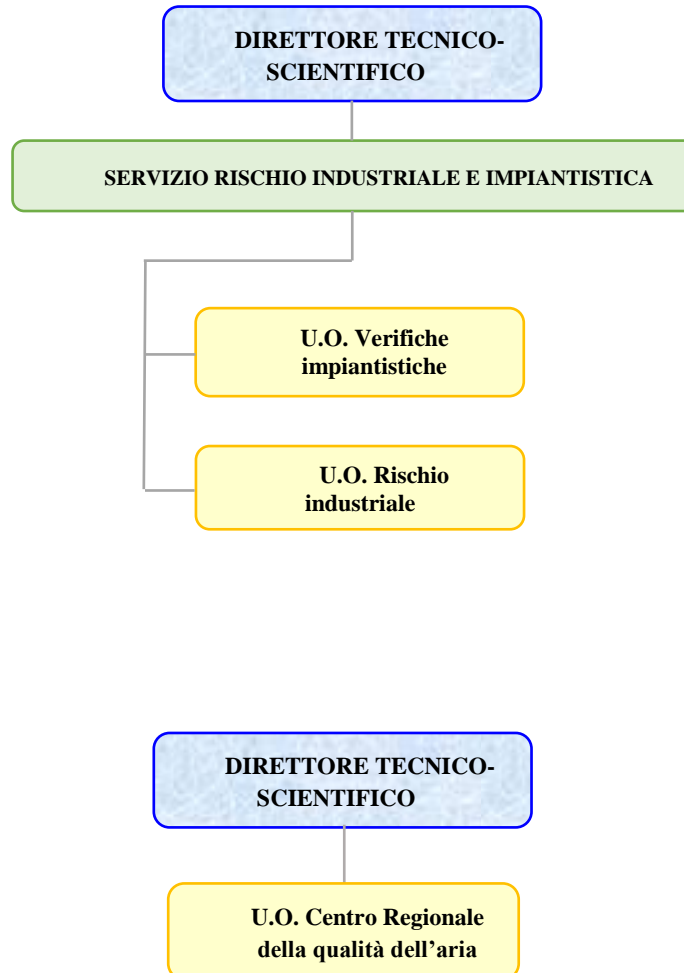 DIRETTORE TECNICO-
SCIENTIFICO
SERVIZIO RISCHIO INDUSTRIALE E IMPIANTISTICA
U.O. Verifiche
impiantistiche
U.O. Rischio
industriale
DIRETTORE TECNICO-
SCIENTIFICO
U.O. Centro Regionale
della qualità dell’aria